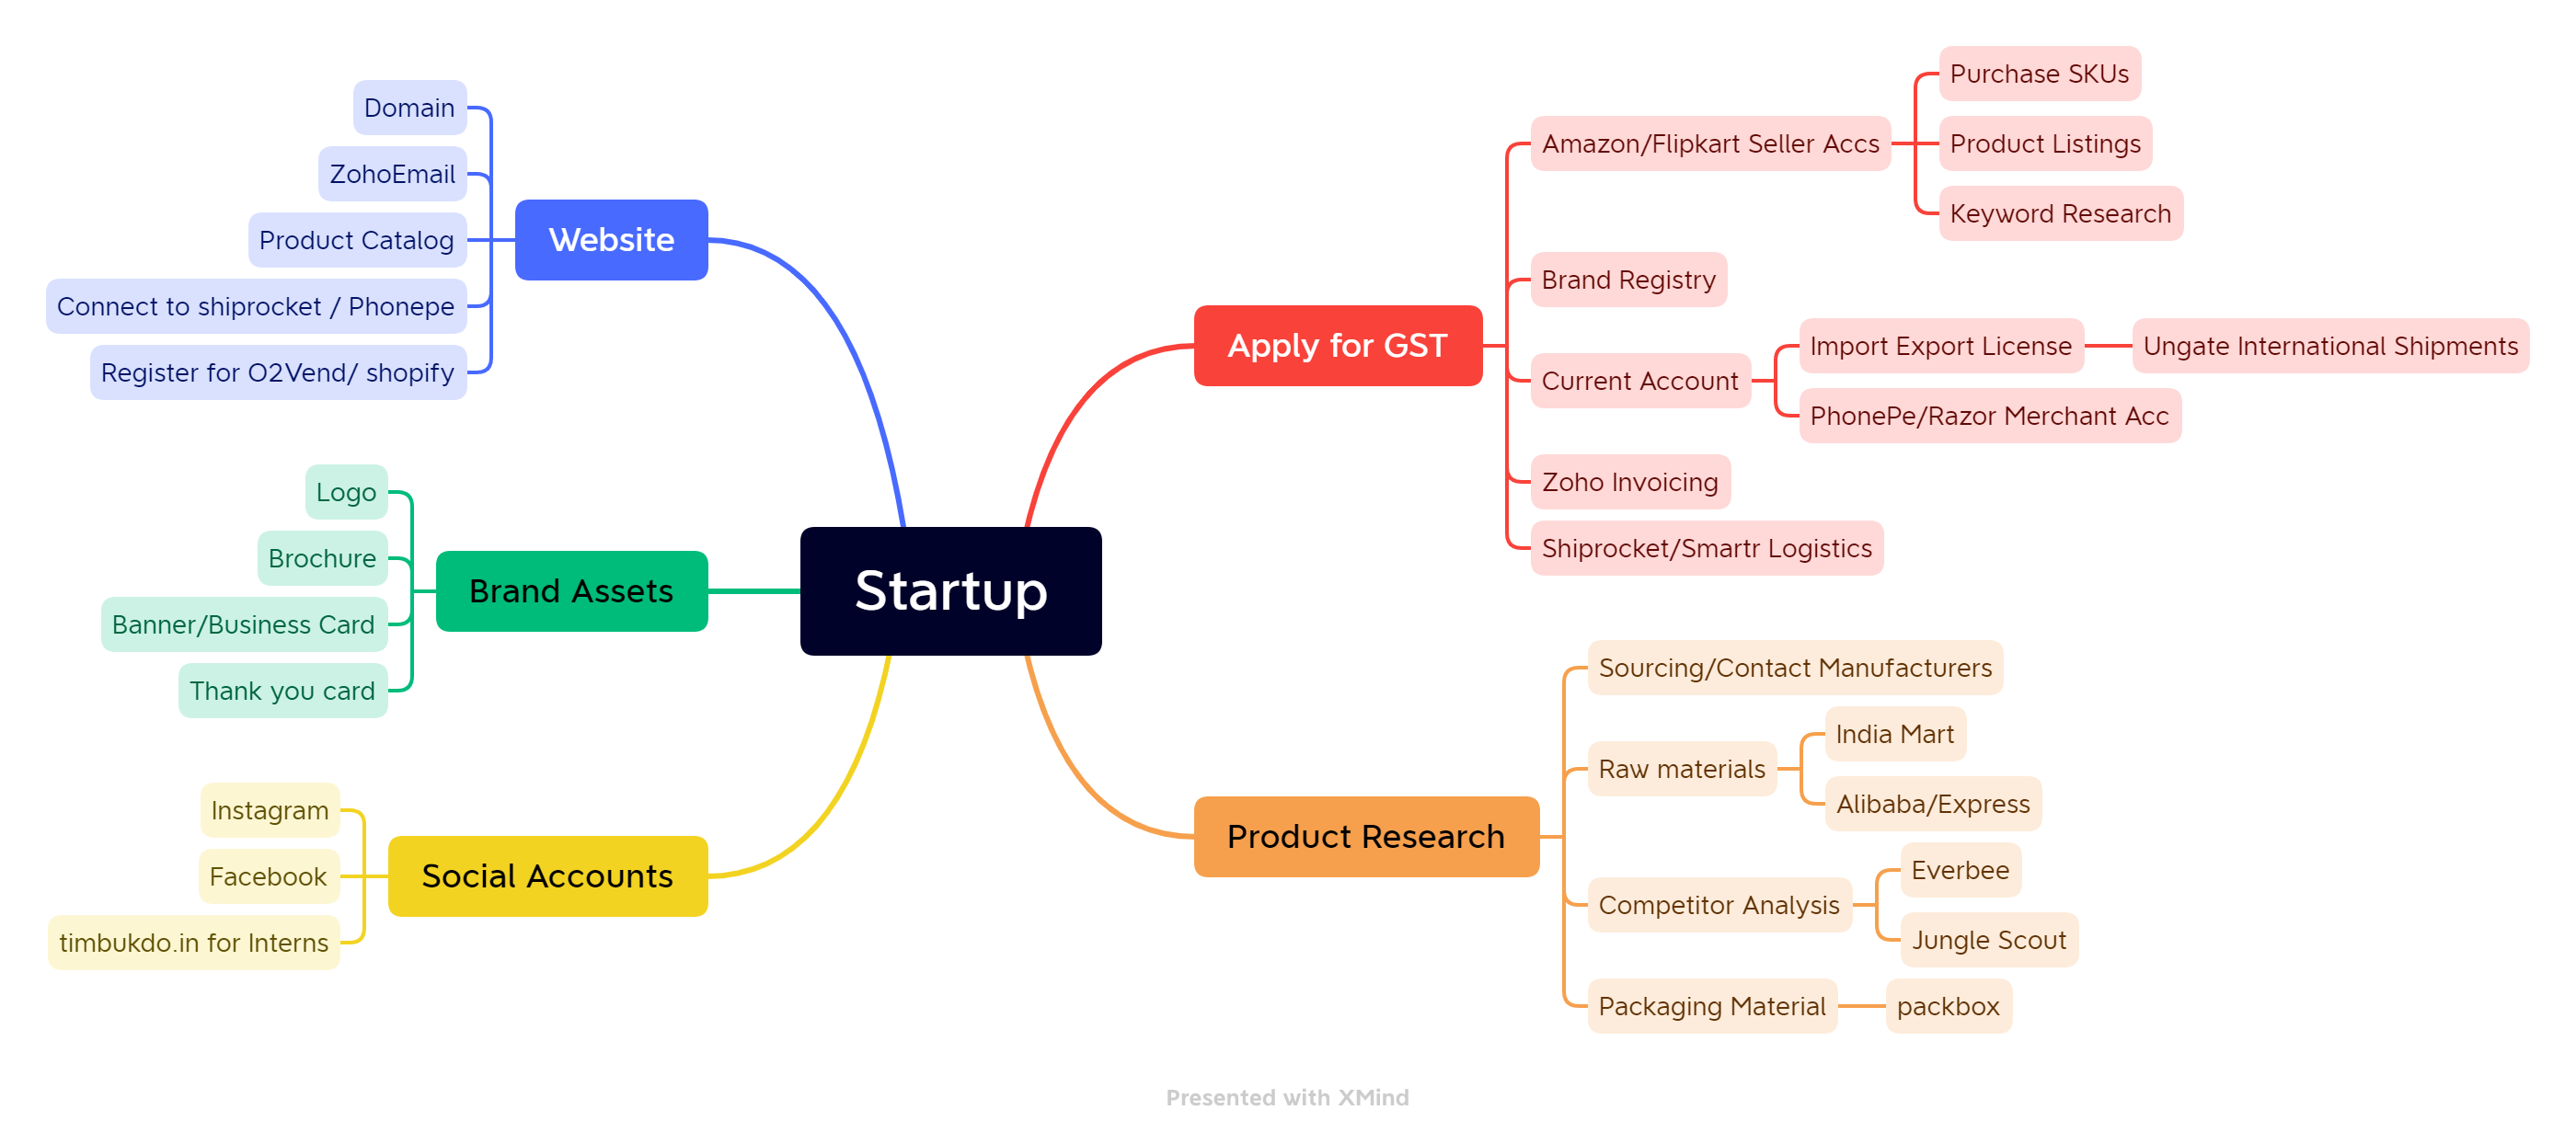 Startup
Apply for GST
Amazon/Flipkart Seller Accs
Purchase SKUs
Product Listings
Keyword Research
Brand Registry
Current Account
Import Export License
Ungate International Shipments
PhonePe/Razor Merchant Acc
Zoho Invoicing
Shiprocket/Smartr Logistics
Product Research
Sourcing/Contact Manufacturers
Raw materials
India Mart
Alibaba/Express
Competitor Analysis
Everbee
Jungle Scout
Packaging Material
packbox
Website
Domain
ZohoEmail
Product Catalog
Connect to shiprocket / Phonepe
Register for O2Vend/ shopify
Brand Assets
Logo
Brochure
Banner/Business Card
Thank you card
Social Accounts
Instagram
Facebook
timbukdo.in for Interns
Presented with XMind